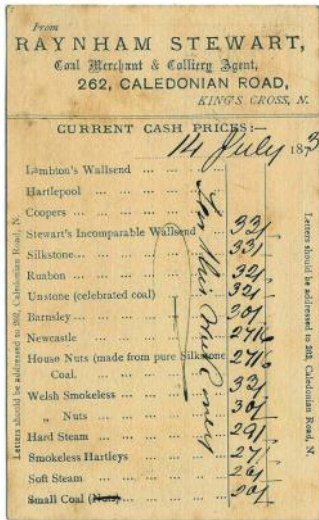 From
RAYNHAM STEWART,
Coal Merchant & Colliery Agent,
262, CALEDONIAN ROAD,
KING'S CROSS, N.
CURRENT CASH PRICES:—
14 July 1873
Lambton's Wallsend ... ... ...
Hartlepool ... ... ... ...
Coopers ... ... ... ... ...
Stewart's Incomparable Wallsend 33/
Silkstone... ... ... ... ... 33/
Ruabon ... ... ... ... 32/
Unstone (celebrated coal) ... 32/
Barnsley ... ... ... ... 30/
Newcastle ... ... ... ... 27/6
House Nuts (made from pure Silkstone 27/6
Coal. ... ... ... ...
Welsh Smokeless ... ... ... 32/
„ Nuts ... ... ... ... 30/
Hard Steam ... ... ... ... 29/
Smokeless Hartleys ... ... 27/
Soft Steam ... ... ... ... 26/
Small Coal (Nuts) ... ... ... 20/
Letters should be addressed to 262, Caledonian Road, N.
Letters should be addressed to 262, Caledonian Road, N.